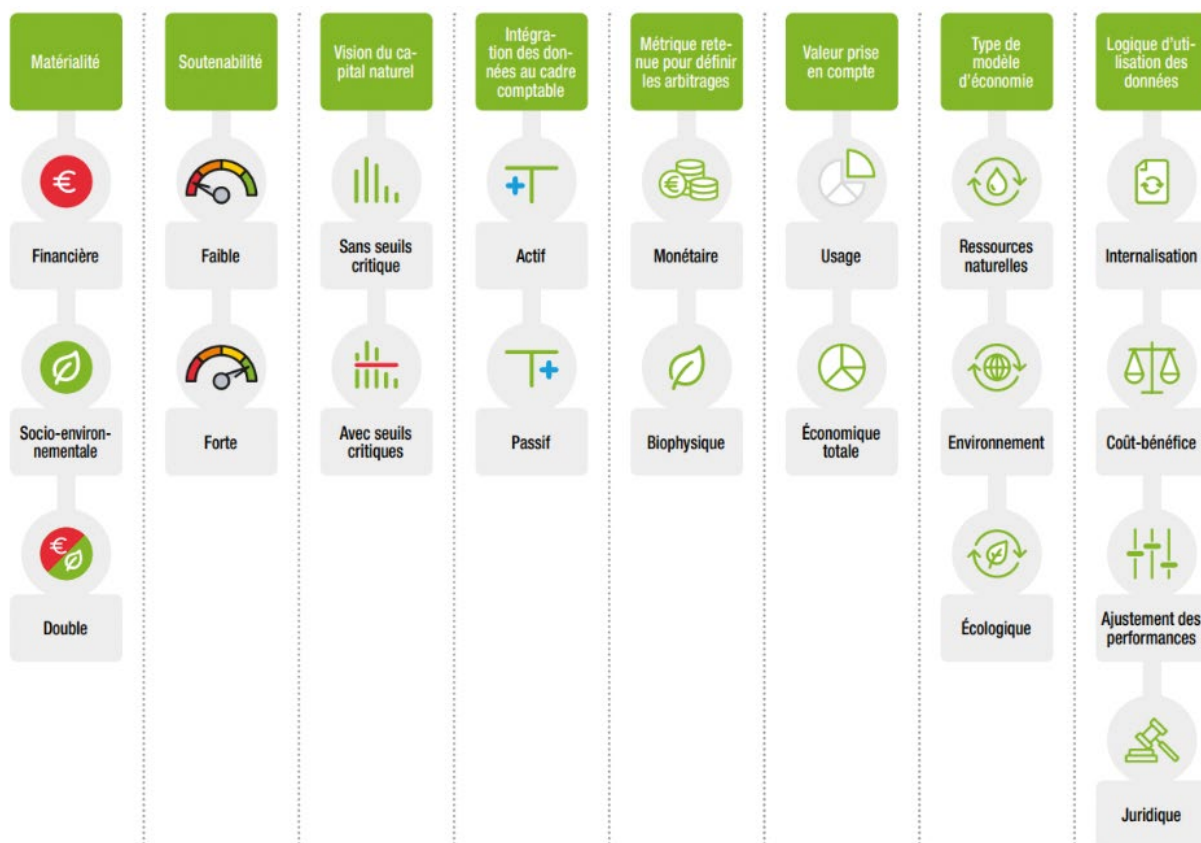 Matérialité
Financière
Socio-environ-
nementale
Double
Soutenabilité
Faible
Forte
Vision du ca-
pital naturel
Sans seuils
critique
Avec seuils
critiques
Intégra-
tion des don-
nées au cadre
comptable
Actif
Passif
Métrique rete-
nue pour définir
les arbitrages
Monétaire
Biophysique
Valeur prise
en compte
Usage
Économique
totale
Type de
modèle
d'économie
Ressources
naturelles
Environnement
Écologique
Logique d'uti-
lisation des
données
Internalisation
Coût-bénéfice
Ajustement des
performances
Juridique